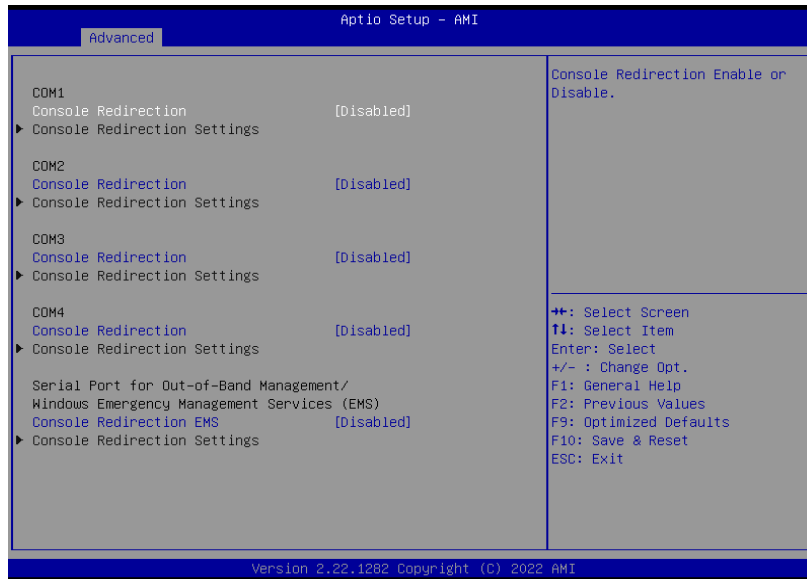 Aptio Setup – AMI
Advanced
COM1
Console Redirection [Disabled]
▶ Console Redirection Settings
COM2
Console Redirection [Disabled]
▶ Console Redirection Settings
COM3
Console Redirection [Disabled]
▶ Console Redirection Settings
COM4
Console Redirection [Disabled]
▶ Console Redirection Settings
Serial Port for Out-of-Band Management/
Windows Emergency Management Services (EMS)
Console Redirection EMS [Disabled]
▶ Console Redirection Settings
Console Redirection Enable or
Disable.
→←: Select Screen
↑↓: Select Item
Enter: Select
+/- : Change Opt.
F1: General Help
F2: Previous Values
F9: Optimized Defaults
F10: Save & Reset
ESC: Exit
Version 2.22.1282 Copyright (C) 2022 AMI